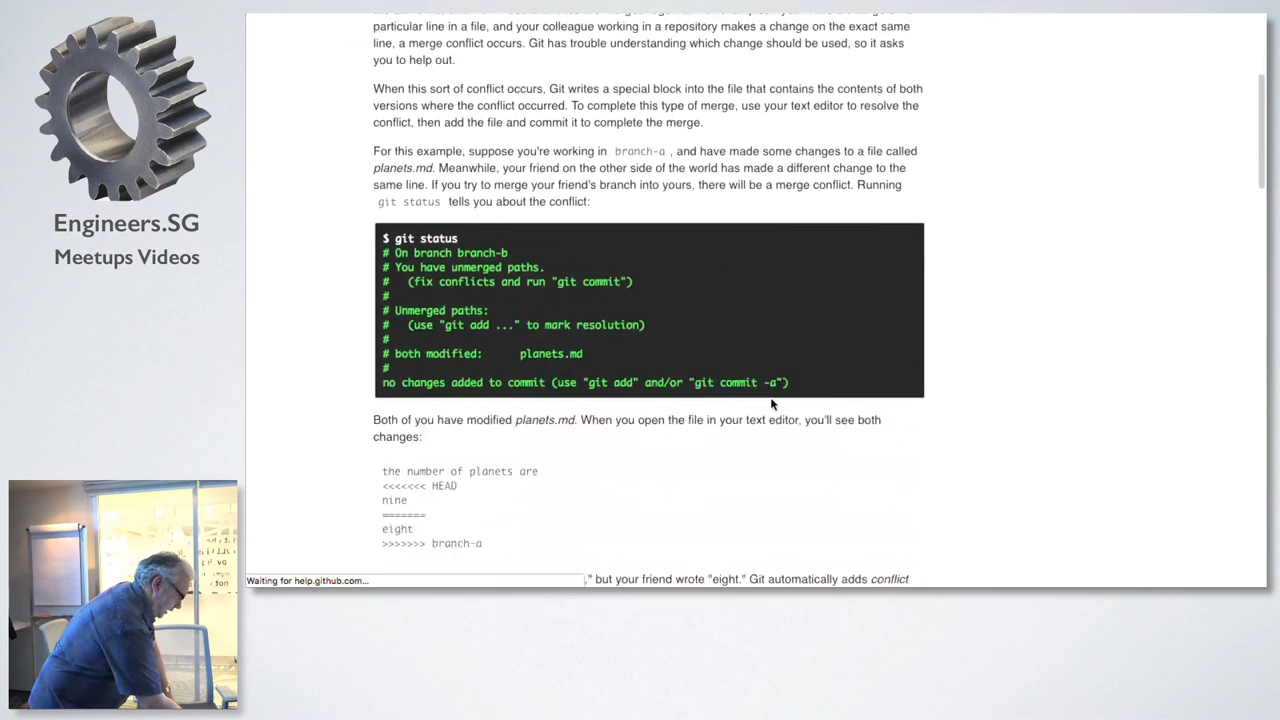 Engineers.SG
Meetups Videos
particular line in a file, and your colleague working in a repository makes a change on the exact same
line, a merge conflict occurs. Git has trouble understanding which change should be used, so it asks
you to help out.
When this sort of conflict occurs, Git writes a special block into the file that contains the contents of both
versions where the conflict occurred. To complete this type of merge, use your text editor to resolve the
conflict, then add the file and commit it to complete the merge.
For this example, suppose you're working in branch-a , and have made some changes to a file called
planets.md. Meanwhile, your friend on the other side of the world has made a different change to the
same line. If you try to merge your friend's branch into yours, there will be a merge conflict. Running
git status tells you about the conflict:
$ git status
# On branch branch-b
# You have unmerged paths.
#   (fix conflicts and run "git commit")
#
# Unmerged paths:
#   (use "git add ..." to mark resolution)
#
# both modified:      planets.md
#
no changes added to commit (use "git add" and/or "git commit -a")
Both of you have modified planets.md. When you open the file in your text editor, you'll see both
changes:
the number of planets are
<<<<<<< HEAD
nine
=======
eight
>>>>>>> branch-a
Waiting for help.github.com... ," but your friend wrote "eight." Git automatically adds conflict